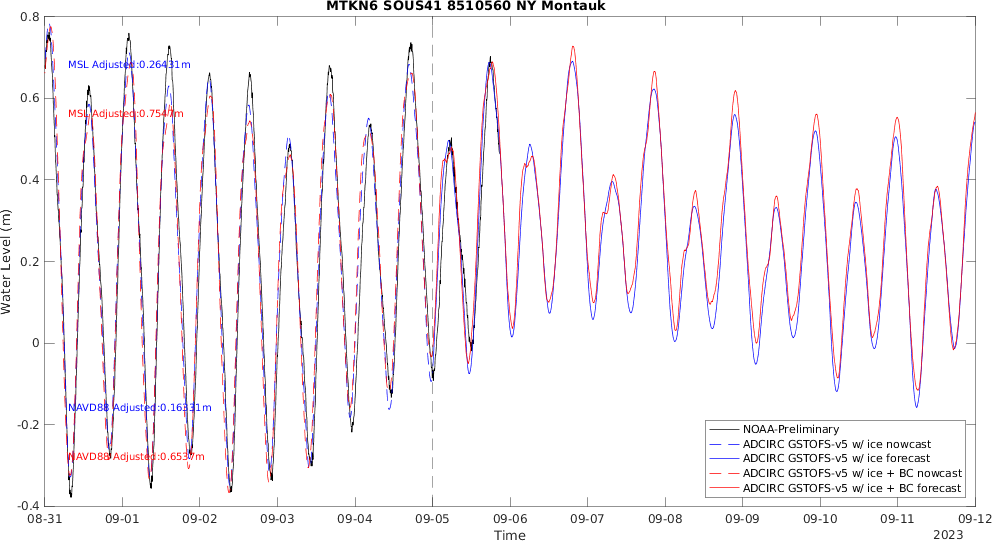 MTKN6 SOUS41 8510560 NY Montauk
Water Level (m)
0.8
0.6
0.4
0.2
0
-0.2
-0.4
MSL Adjusted:0.26431m
MSL Adjusted:0.7547m
NAVD88 Adjusted:0.16331m
NAVD88 Adjusted:0.6537m
NOAA-Preliminary
ADCIRC GSTOFS-v5 w/ ice nowcast
ADCIRC GSTOFS-v5 w/ ice forecast
ADCIRC GSTOFS-v5 w/ ice + BC nowcast
ADCIRC GSTOFS-v5 w/ ice + BC forecast
08-31 09-01 09-02 09-03 09-04 09-05 09-06 09-07 09-08 09-09 09-10 09-11 09-12
Time
2023